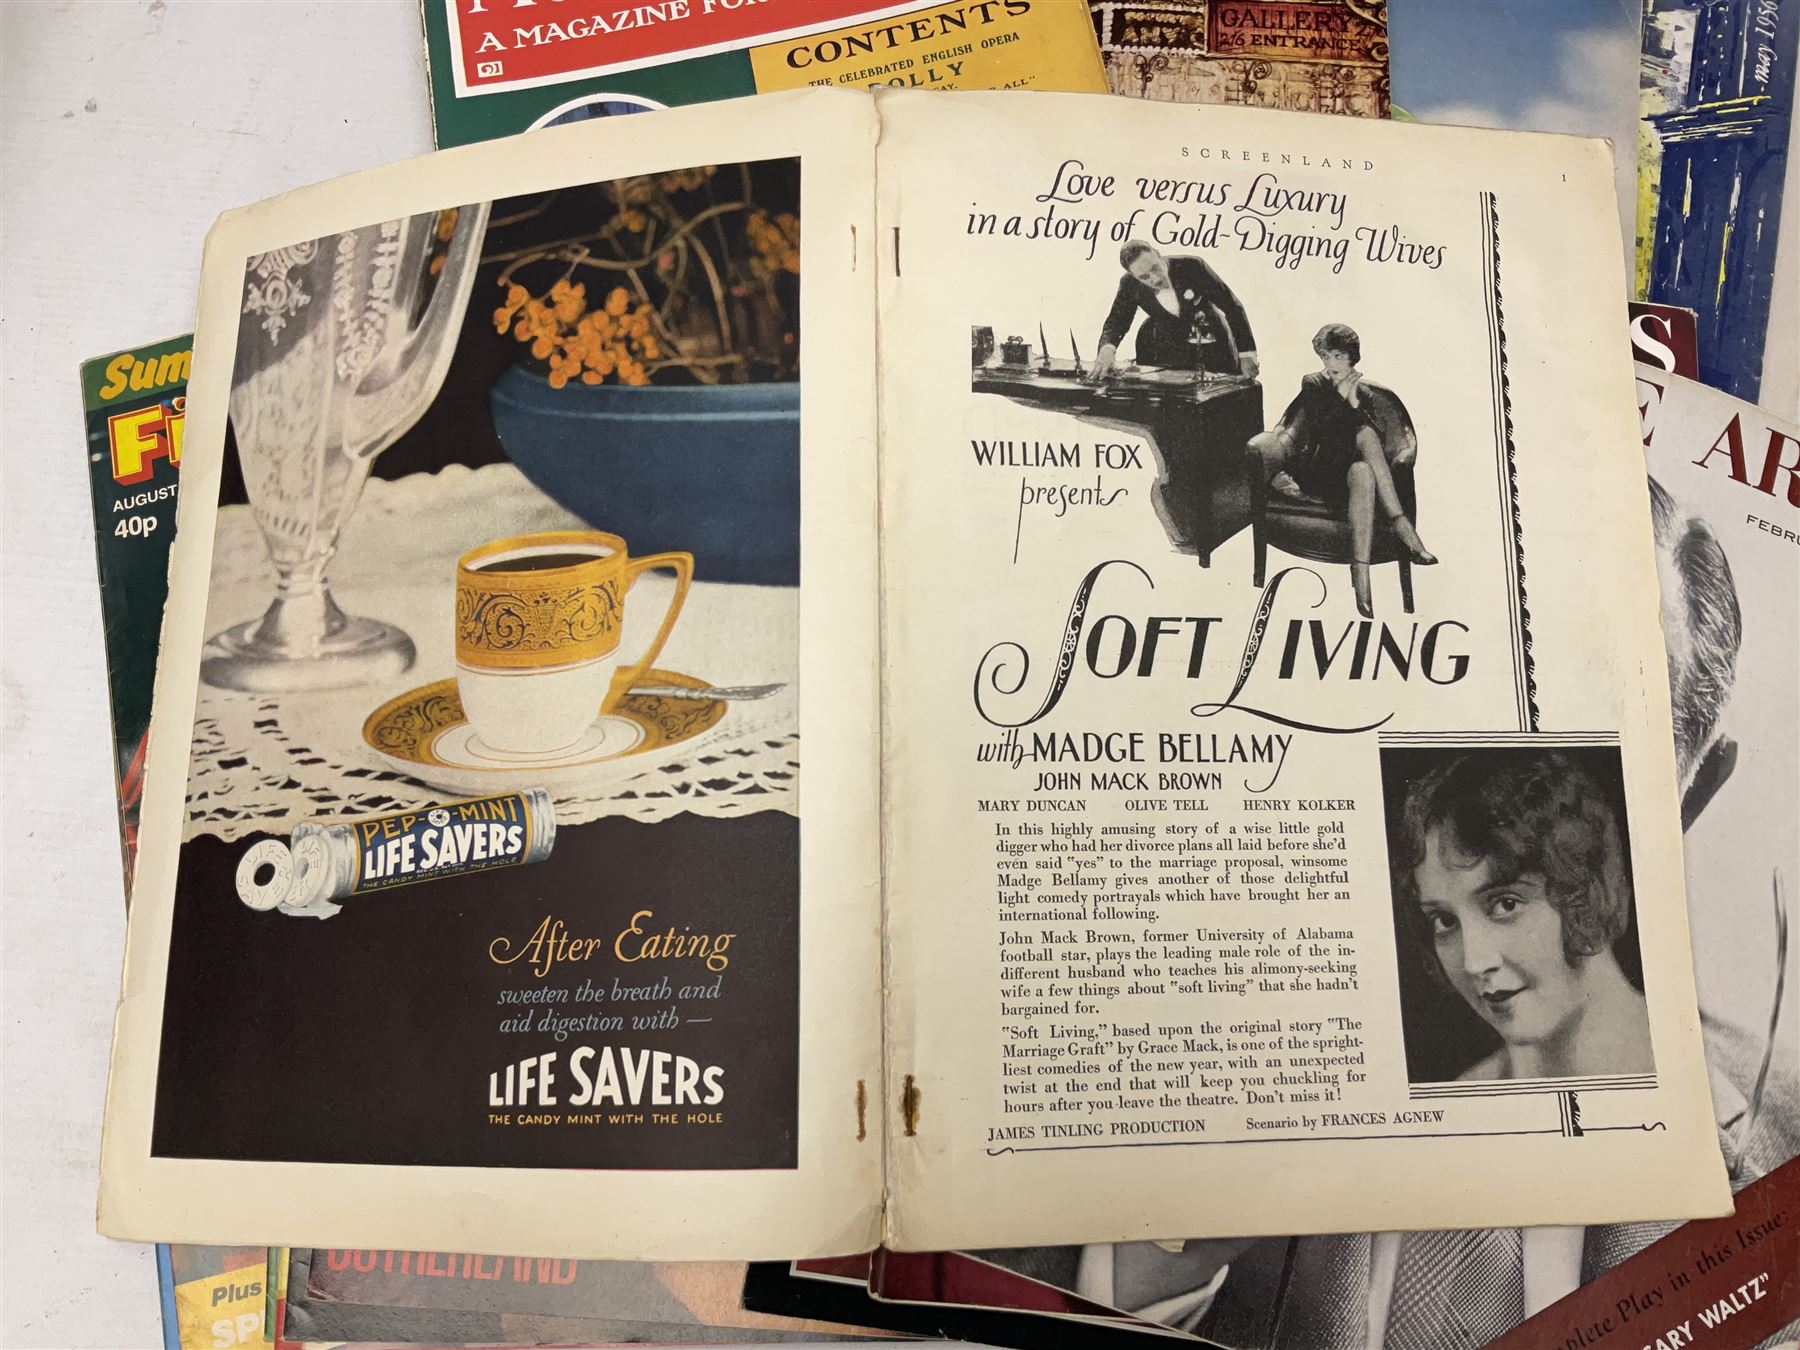 A MAGAZINE FOR
CONTENTS
THE CELEBRATED ENGLISH OPERA
POLLY
ALL"
GALLERY
2/6 ENTRANCE
may 1956
Sum
Fi
AUGUST
40p
S
E AR
FEBRU
PEP-O-MINT
LIFE SAVERS
THE CANDY MINT WITH THE HOLE
After Eating
sweeten the breath and
aid digestion with —
LIFE SAVERS
THE CANDY MINT WITH THE HOLE
SCREENLAND
1
Love versus Luxury
in a story of Gold-Digging Wives
WILLIAM FOX
presents
SOFT LIVING
with MADGE BELLAMY
JOHN MACK BROWN
MARY DUNCAN OLIVE TELL HENRY KOLKER
In this highly amusing story of a wise little gold
digger who had her divorce plans all laid before she'd
even said "yes" to the marriage proposal, winsome
Madge Bellamy gives another of those delightful
light comedy portrayals which have brought her an
international following.
John Mack Brown, former University of Alabama
football star, plays the leading male role of the in-
different husband who teaches his alimony-seeking
wife a few things about "soft living" that she hadn't
bargained for.
"Soft Living," based upon the original story "The
Marriage Graft" by Grace Mack, is one of the spright-
liest comedies of the new year, with an unexpected
twist at the end that will keep you chuckling for
hours after you leave the theatre. Don't miss it!
JAMES TINLING PRODUCTION Scenario by FRANCES AGNEW
SUTHERLAND
Plus
SP
plete Play in this Issue:
SARY WALTZ"